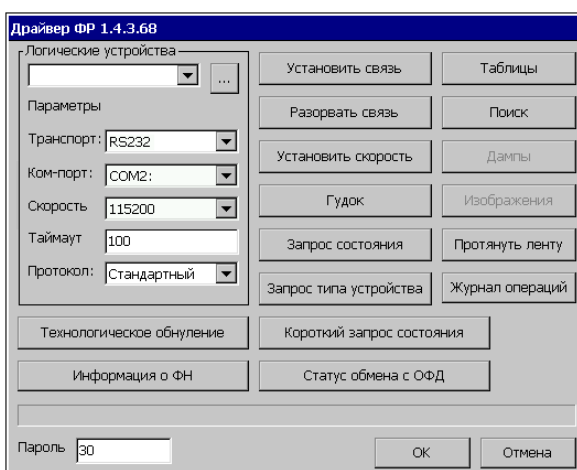 Драйвер ФР 1.4.3.68
Логические устройства
...
Параметры
Транспорт: RS232
Ком-порт: COM2:
Скорость 115200
Таймаут 100
Протокол: Стандартный
Установить связь Таблицы
Разорвать связь Поиск
Установить скорость Дампы
Гудок Изображения
Запрос состояния Протянуть ленту
Запрос типа устройства Журнал операций
Технологическое обнуление Короткий запрос состояния
Информация о ФН Статус обмена с ОФД
Пароль 30 OK Отмена